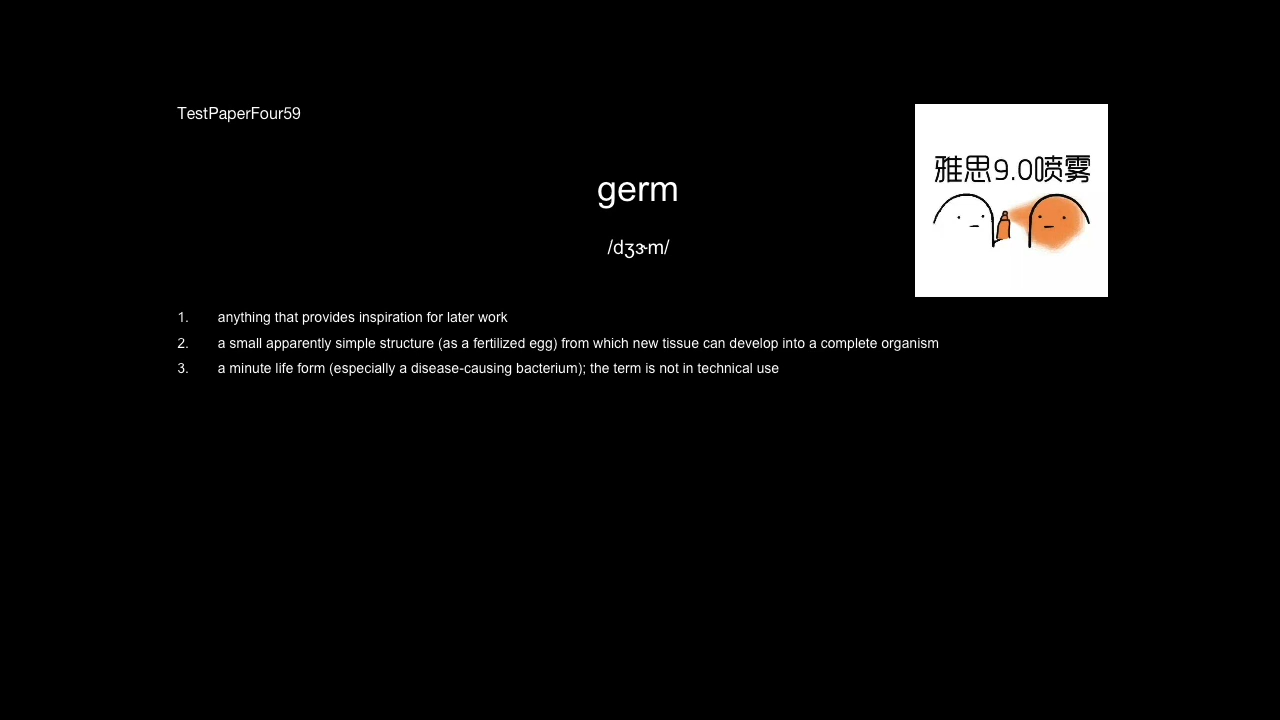 TestPaperFour59
雅思9.0喷雾
germ
/dʒɝm/
1. anything that provides inspiration for later work
2. a small apparently simple structure (as a fertilized egg) from which new tissue can develop into a complete organism
3. a minute life form (especially a disease-causing bacterium); the term is not in technical use